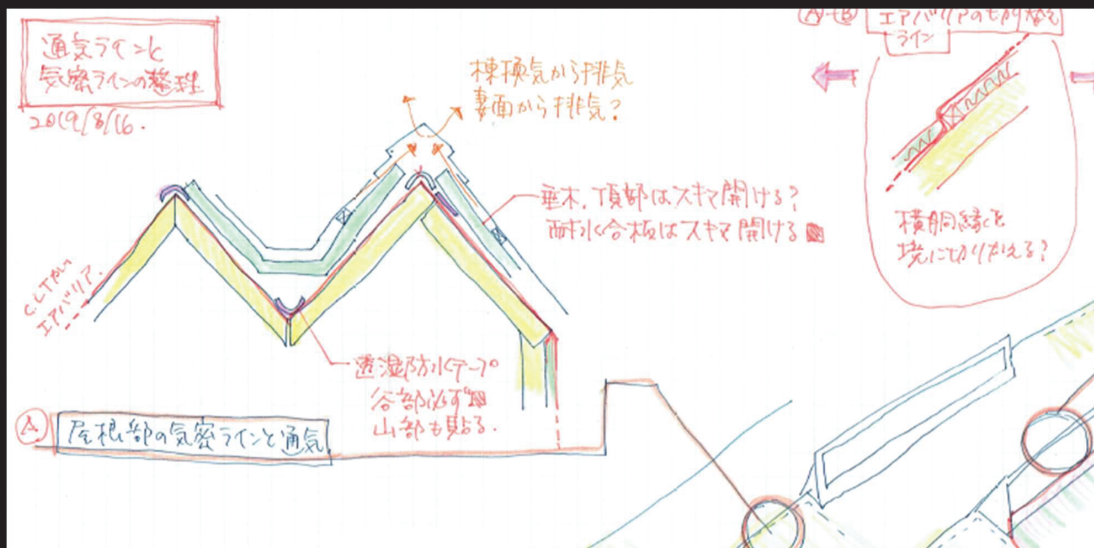 通気ラインと
気密ラインの整理
2019/8/16.
棟換気から排気
妻面から排気?
垂木、頂部はスキマ開ける?
耐水合板はスキマ開ける
CLTが
エアバリア.
透湿防水テープ
谷部必ず
山部も貼る.
Ⓐ 屋根部の気密ラインと通気
Ⓐ-Ⓑ エアバリアの切り替え
ライン
横胴縁を
境に切りかえる?